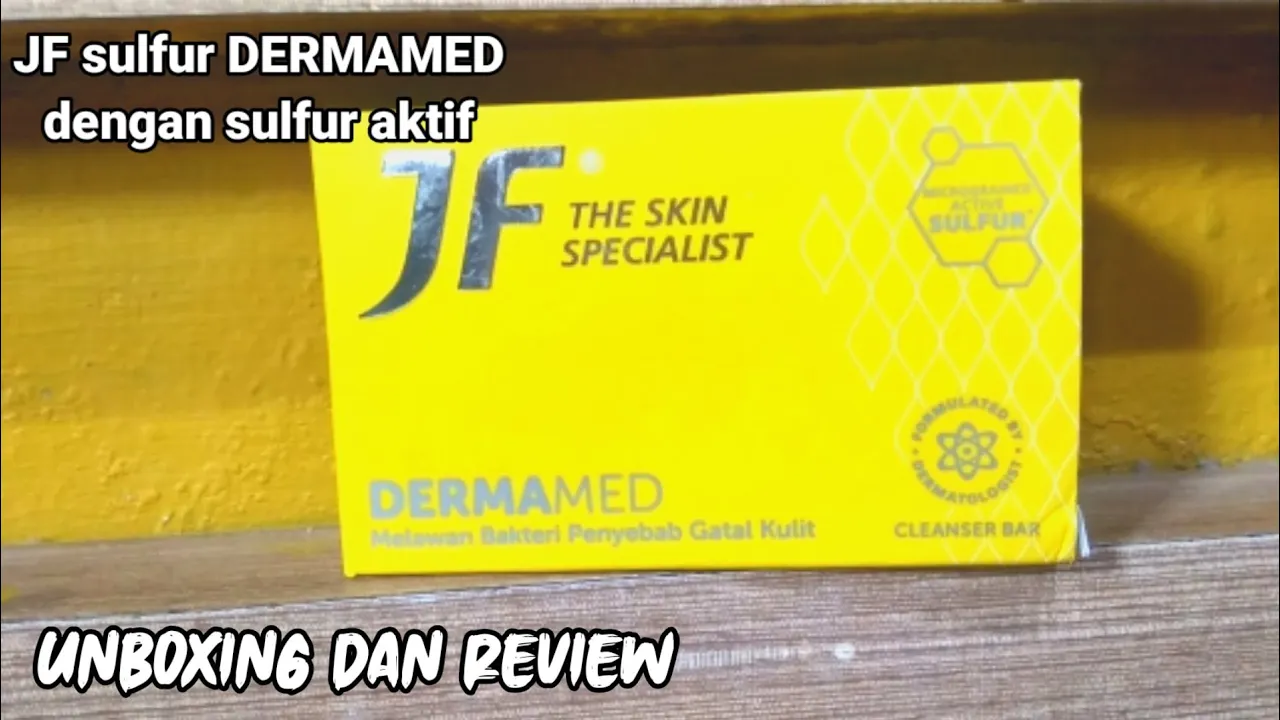 JF sulfur DERMAMED
dengan sulfur aktif
JF
THE SKIN
SPECIALIST
MICROGRAINED
ACTIVE
SULFUR
DERMAMED
Melawan Bakteri Penyebab Gatal Kulit
FORMULATED BY
DERMATOLOGIST
CLEANSER BAR
UNBOXING DAN REVIEW